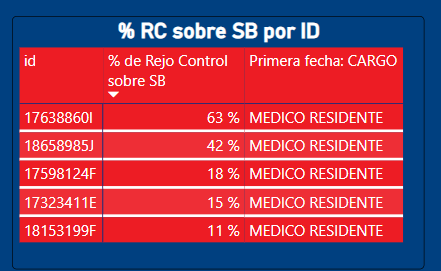 % RC sobre SB por ID
id % de Rejo Control sobre SB Primera fecha: CARGO
17638860I 63 % MEDICO RESIDENTE
18658985J 42 % MEDICO RESIDENTE
17598124F 18 % MEDICO RESIDENTE
17323411E 15 % MEDICO RESIDENTE
18153199F 11 % MEDICO RESIDENTE